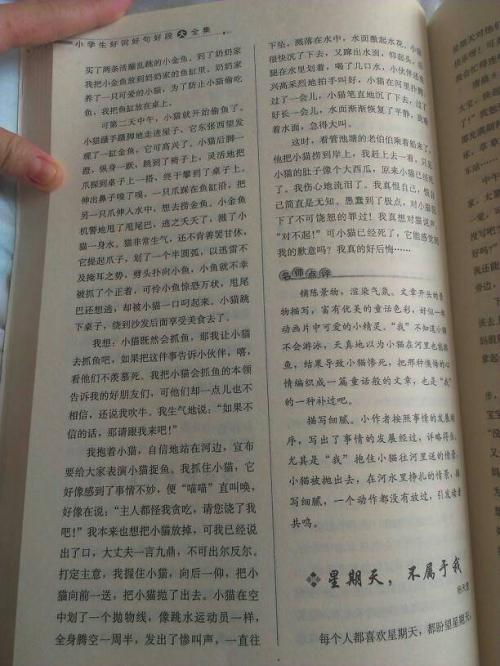 小学生好词好句好段大全集
买了两条活蹦乱跳的小金鱼，到了奶奶家
我把小金鱼放到奶奶家的鱼缸里，奶奶家
养了一只可爱的小猫，为了防止小猫偷吃
鱼，我把鱼缸放在桌上。
可第二天中午，小猫就开始偷鱼了。
小猫蹑手蹑脚地走进屋子，它东张西望发
现了一缸金鱼，它可高兴了。小猫后脚一
蹬，纵身一跃，跳到了椅子上，灵活地把
爪探到桌子上一搭，终于攀到了桌子上。
伸出鼻子嗅了嗅，一只爪踩在鱼缸沿，把
另一只爪伸入水中，想去捞金鱼。小金鱼
机警地甩了甩尾巴，逃之夭夭了，溅了小
猫一身水。猫非常生气，还不肯善罢甘休，
它提起爪子，划了一个半圆弧，以迅雷不
及掩耳之势，劈头扑向小鱼，小鱼就不幸
被抓了个正着，可怜小鱼惊恐万状，甩尾
巴还想逃，却被小猫一口叼起来。小猫跳
下桌子，绕到沙发后面享受美食去了。
我想：小猫既然会抓鱼，那我让小猫
去抓鱼吧，如果把这件事告诉小伙伴，嗬，
看他们不羡慕死。我把小猫会抓鱼的本领
告诉我的好朋友们，可他们却一点儿也不
相信，还说我吹牛。我生气地说：“如果不
信的话，那请跟我来吧！”
我抱着小猫，自信地站在河边，宣布
要给大家表演小猫捉鱼。我抓住小猫，它
好像感到了事情不妙，便“喵喵”直叫唤，
好像在说：“主人都怪我贪吃，请您饶了我
吧！”我本来也想把小猫放掉，可我已经说
出了口，大丈夫一言九鼎，不可出尔反尔。
打定主意，我握住小猫，向后一仰，把小
猫向前一送，把小猫抛了出去。小猫在空
中划了一个抛物线，像跳水运动员一样，
全身腾空一周半，发出了惨叫声，一直往
下坠，溅落在水中，水面激起水花，小猫
很快沉了下去，又蹿出水面，仰起头，
腿在水里划着，喝了几口水，小伙伴还在
兴高采烈地拍手叫好，小猫在河里扑腾
过了一会儿，小猫笔直地沉了下去，过了
好长一会儿，水面渐渐恢复了平静，我看
着水面，急得大叫。
这时，看管池塘的老伯伯乘着船来了，
他把小猫捞到岸上，我赶上去一看，只见
小猫的肚子像个大西瓜，原来小猫已经死
了。我伤心地洗泪了。我真恨自己，恨自
己简直是无知。愚蠢到了极点，对小猫犯
下了不可饶恕的罪过！我真想对猫说声，
“对不起！”可小猫已经死了，它能感觉到
我的歉意吗？我真的好后悔……
名师点评
情陈景物，渲染气氛。文章开头的景
物描写，富有优美的童话色彩，好似一部
动画片中可爱的小精灵。“我”不知道小猫
不会游泳，天真地以为小猫在河里也能抓
鱼，结果导致小猫惨死，把那种懊悔的心
情编织成一篇童话般的文章，也是“我”
的一种补过吧。
描写细腻。小作者按照事情的发展顺
序，写出了事情的发展经过，详略得当，
尤其是“我”抱住小猫往河里送的情景，
小猫被抛出去，在河水里挣扎的情景，描
写细腻，一个动作都没有放过，引发读者
共鸣。
星期天，不属于我
每个人都喜欢星期天，都盼望星期天，